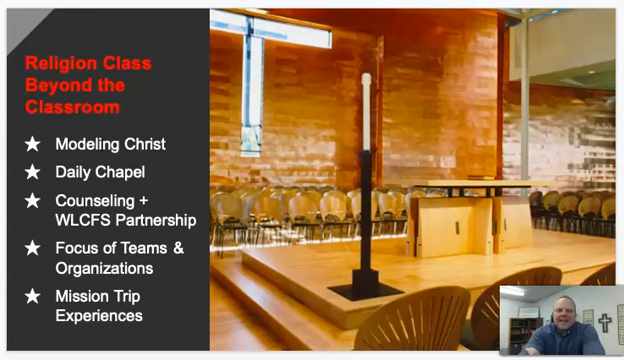 Religion Class
Beyond the
Classroom
Modeling Christ
Daily Chapel
Counseling +
WLCFS Partnership
Focus of Teams &
Organizations
Mission Trip
Experiences